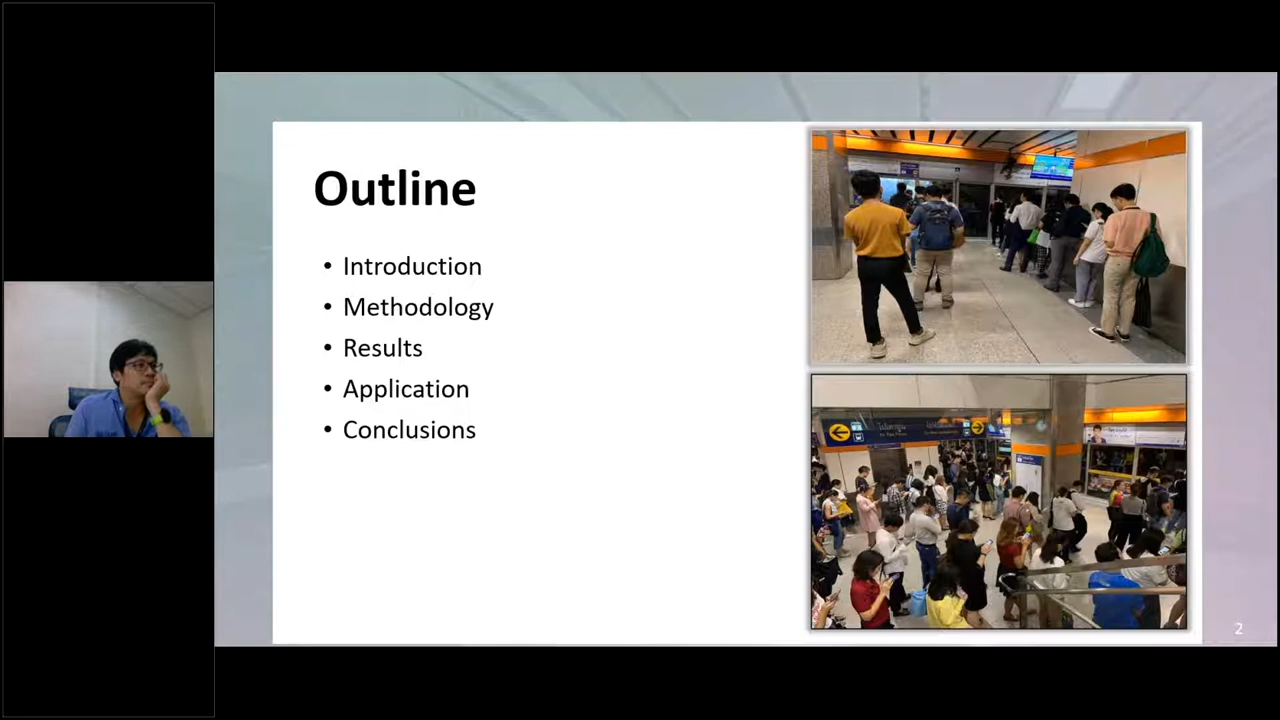 Outline
• Introduction
• Methodology
• Results
• Application
• Conclusions
2